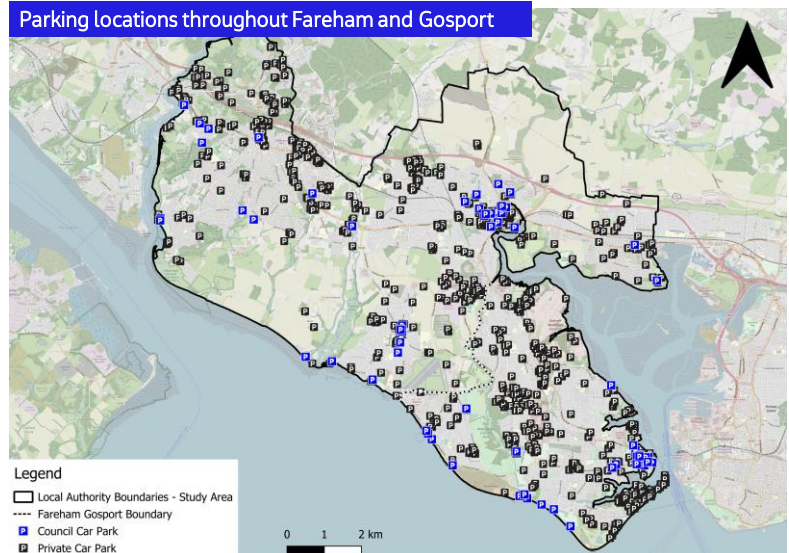 Parking locations throughout Fareham and Gosport
Legend
Local Authority Boundaries - Study Area
Fareham Gosport Boundary
P Council Car Park
P Private Car Park
0 1 2 km